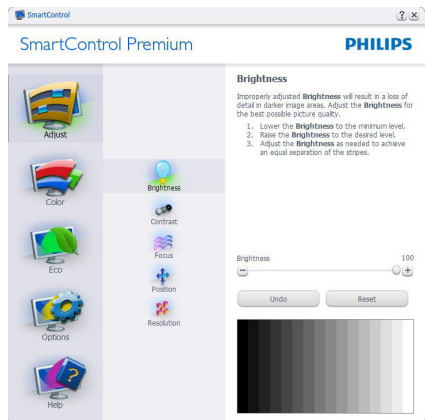 SmartControl
SmartControl Premium
PHILIPS
Adjust
Color
Eco
Options
Help
Brightness
Contrast
Focus
Position
Resolution
Brightness
Improperly adjusted Brightness will result in a loss of
detail in darker image areas. Adjust the Brightness for
the best possible picture quality.
1. Lower the Brightness to the minimum level.
2. Raise the Brightness to the desired level.
3. Adjust the Brightness as needed to achieve
an equal separation of the stripes.
Brightness 100
Undo Reset